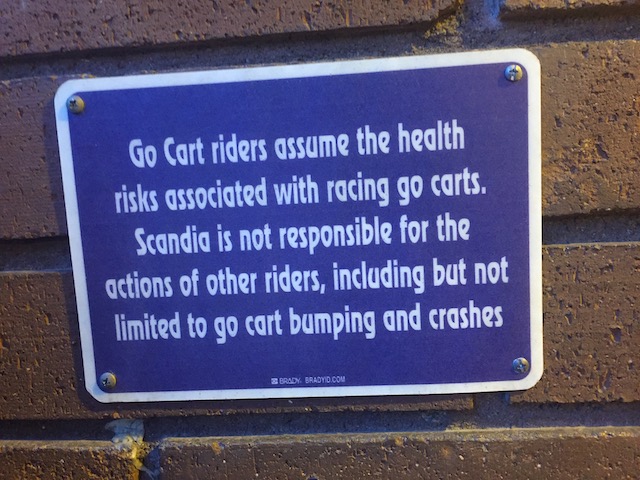 Go Cart riders assume the health
risks associated with racing go carts.
Scandia is not responsible for the
actions of other riders, including but not
limited to go cart bumping and crashes
BRADY. BRADYID.COM